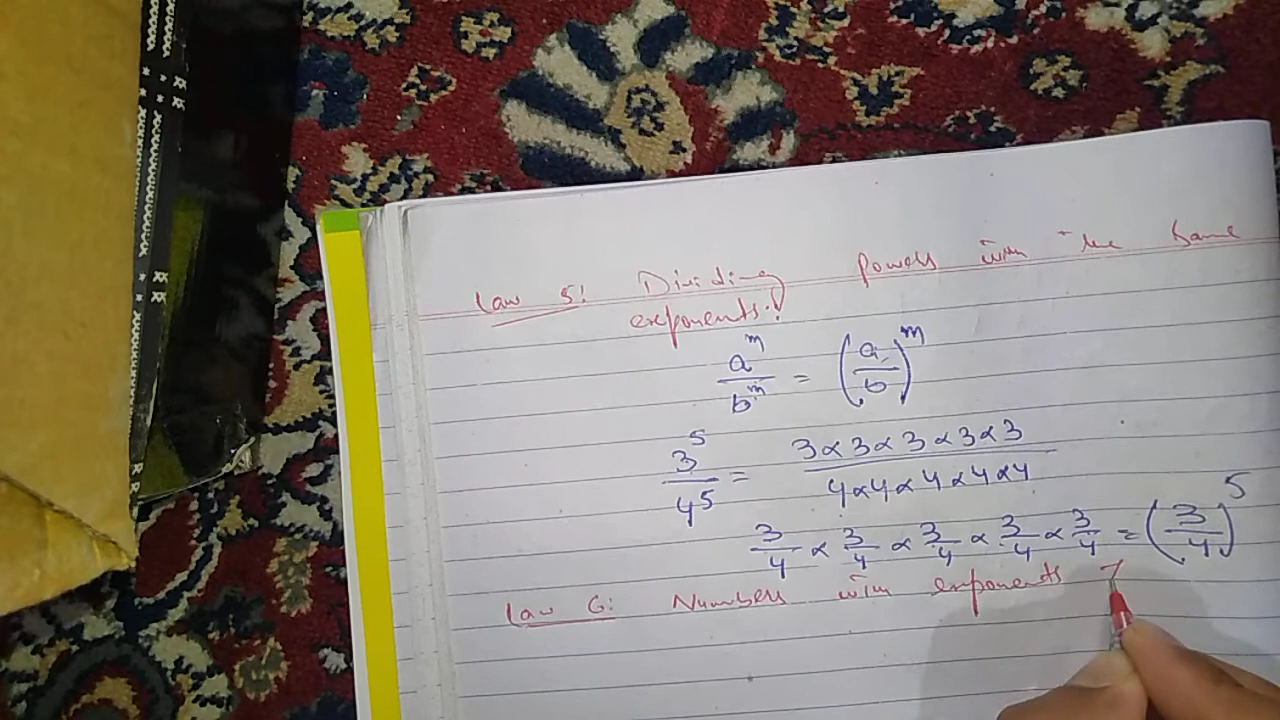 Law 5: Dividing Powers with the Same
exponents:
a^m / b^m = (a/b)^m
3^5 / 4^5 = 3×3×3×3×3 / 4×4×4×4×4
3/4 × 3/4 × 3/4 × 3/4 × 3/4 = (3/4)^5
Law 6: Numbers with exponents